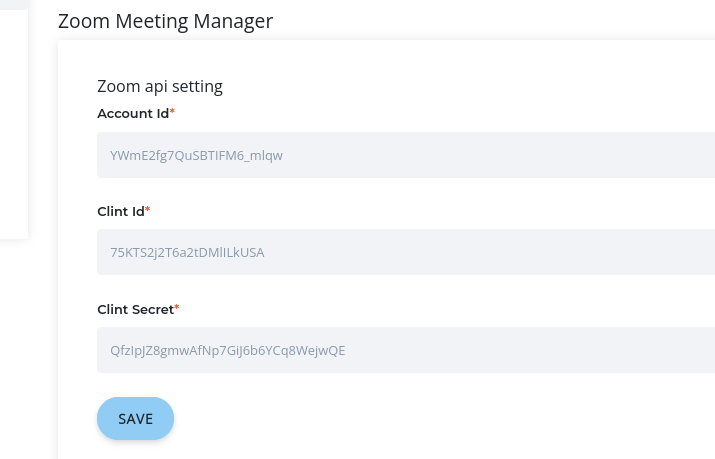 Zoom Meeting Manager
Zoom api setting
Account Id*
YWmE2fg7QuSBTIFM6_mlqw
Clint Id*
75KTS2j2T6a2tDMlILkUSA
Clint Secret*
QfzIpJZ8gmwAfNp7GiJ6b6YCq8WejwQE
SAVE